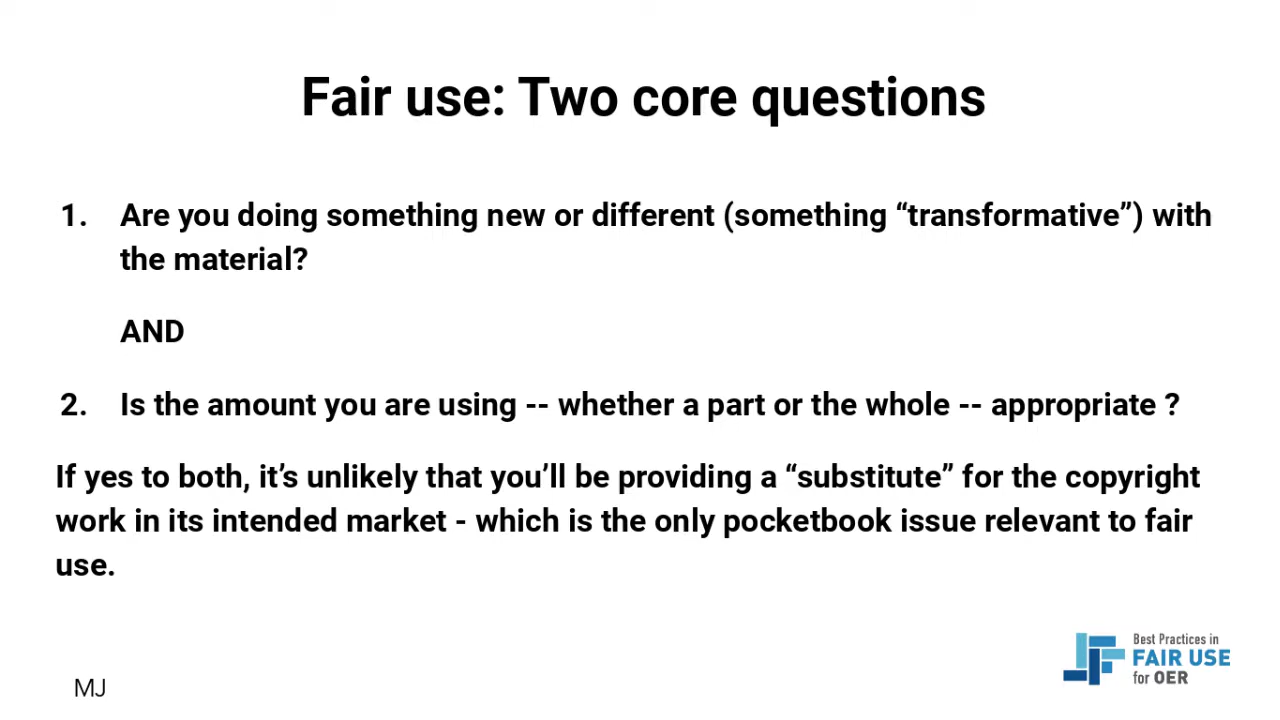 Fair use: Two core questions
1. Are you doing something new or different (something “transformative”) with
the material?
AND
2. Is the amount you are using -- whether a part or the whole -- appropriate ?
If yes to both, it’s unlikely that you’ll be providing a “substitute” for the copyright
work in its intended market - which is the only pocketbook issue relevant to fair
use.
Best Practices in
FAIR USE
for OER
MJ